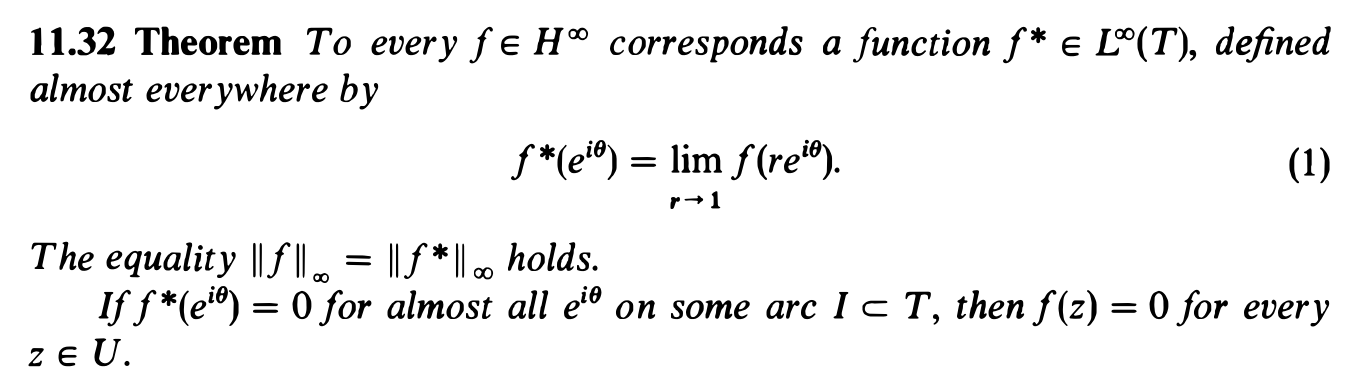 11.32 Theorem To every f ∈ H^∞ corresponds a function f* ∈ L^∞(T), defined
almost everywhere by
f*(e^{iθ}) = lim_{r→1} f(re^{iθ}). (1)
The equality ‖f‖_∞ = ‖f*‖_∞ holds.
If f*(e^{iθ}) = 0 for almost all e^{iθ} on some arc I ⊂ T, then f(z) = 0 for every
z ∈ U.